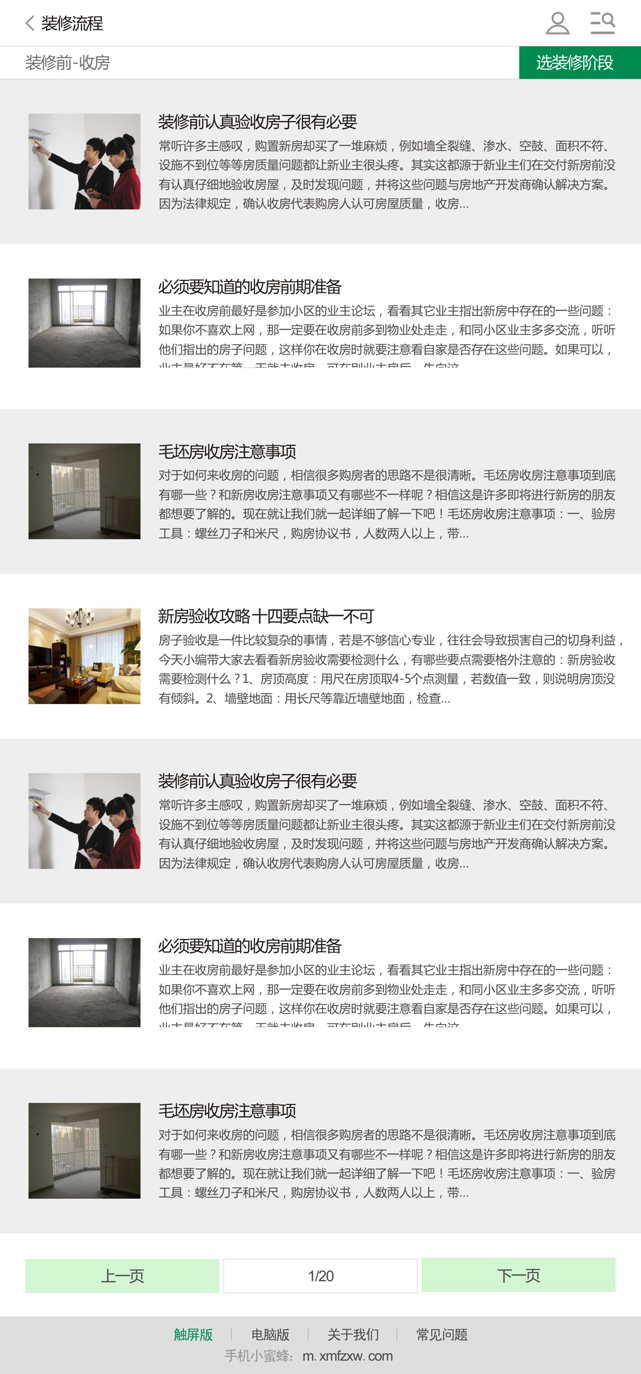 装修流程
装修前-收房
选装修阶段
装修前认真验收房子很有必要
常听许多主感叹，购置新房却买了一堆麻烦，例如墙全裂缝、渗水、空鼓、面积不符、
设施不到位等等房质量问题都让新业主很头疼。其实这都源于新业主们在交付新房前没
有认真仔细地验收房屋，及时发现问题，并将这些问题与房地产开发商确认解决方案。
因为法律规定，确认收房代表购房人认可房屋质量，收房...
必须要知道的收房前期准备
业主在收房前最好是参加小区的业主论坛，看看其它业主指出新房中存在的一些问题：
如果你不喜欢上网，那一定要在收房前多到物业处走走，和同小区业主多多交流，听听
他们指出的房子问题，这样你在收房时就要注意看自家是否存在这些问题。如果可以，
毛坯房收房注意事项
对于如何来收房的问题，相信很多购房者的思路不是很清晰。毛坯房收房注意事项到底
有哪一些？和新房收房注意事项又有哪些不一样呢？相信这是许多即将进行新房的朋友
都想要了解的。现在就让我们就一起详细了解一下吧！毛坯房收房注意事项：一、验房
工具：螺丝刀子和米尺，购房协议书，人数两人以上，带...
新房验收攻略 十四要点缺一不可
房子验收是一件比较复杂的事情，若是不够信心专业，往往会导致损害自己的切身利益，
今天小编带大家去看看新房验收需要检测什么，有哪些要点需要格外注意的：新房验收
需要检测什么？1、房顶高度：用尺在房顶取4-5个点测量，若数值一致，则说明房顶没
有倾斜。2、墙壁地面：用长尺等靠近墙壁地面，检查...
装修前认真验收房子很有必要
常听许多主感叹，购置新房却买了一堆麻烦，例如墙全裂缝、渗水、空鼓、面积不符、
设施不到位等等房质量问题都让新业主很头疼。其实这都源于新业主们在交付新房前没
有认真仔细地验收房屋，及时发现问题，并将这些问题与房地产开发商确认解决方案。
因为法律规定，确认收房代表购房人认可房屋质量，收房...
必须要知道的收房前期准备
业主在收房前最好是参加小区的业主论坛，看看其它业主指出新房中存在的一些问题：
如果你不喜欢上网，那一定要在收房前多到物业处走走，和同小区业主多多交流，听听
他们指出的房子问题，这样你在收房时就要注意看自家是否存在这些问题。如果可以，
毛坯房收房注意事项
对于如何来收房的问题，相信很多购房者的思路不是很清晰。毛坯房收房注意事项到底
有哪一些？和新房收房注意事项又有哪些不一样呢？相信这是许多即将进行新房的朋友
都想要了解的。现在就让我们就一起详细了解一下吧！毛坯房收房注意事项：一、验房
工具：螺丝刀子和米尺，购房协议书，人数两人以上，带...
上一页
1/20
下一页
触屏版
电脑版
关于我们
常见问题
手机小蜜蜂：m. xmfzxw. com